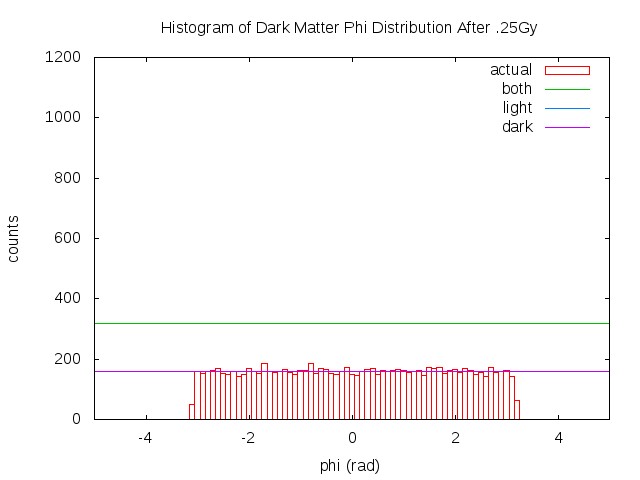 Histogram of Dark Matter Phi Distribution After .25Gy
1200
1000
800
600
400
200
0
counts
actual
both
light
dark
-4
-2
0
2
4
phi (rad)